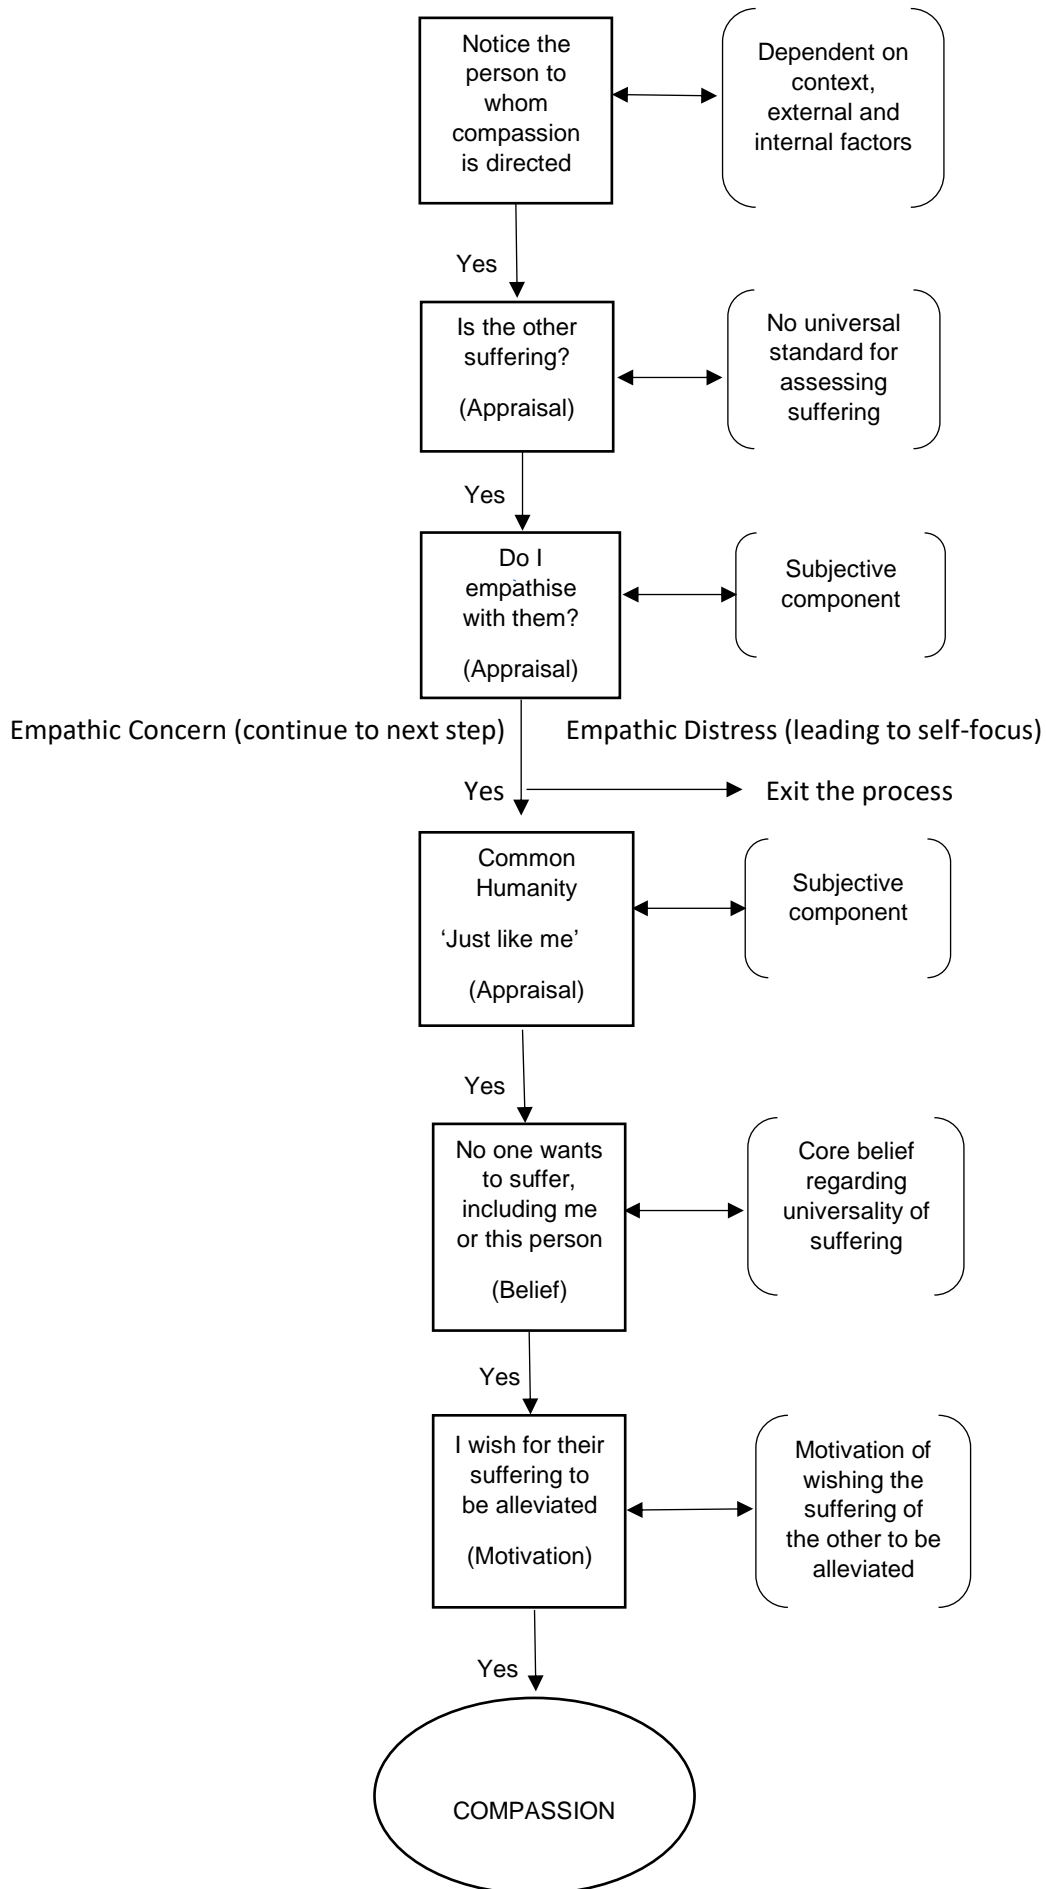 Notice the
person to
whom
compassion
is directed
Dependent on
context,
external and
internal factors
Yes
Is the other
suffering?
(Appraisal)
No universal
standard for
assessing
suffering
Yes
Do I
empathise
with them?
(Appraisal)
Subjective
component
Empathic Concern (continue to next step)
Empathic Distress (leading to self-focus)
Yes
Exit the process
Common
Humanity
‘Just like me’
(Appraisal)
Subjective
component
Yes
No one wants
to suffer,
including me
or this person
(Belief)
Core belief
regarding
universality of
suffering
Yes
I wish for their
suffering to
be alleviated
(Motivation)
Motivation of
wishing the
suffering of
the other to be
alleviated
Yes
COMPASSION